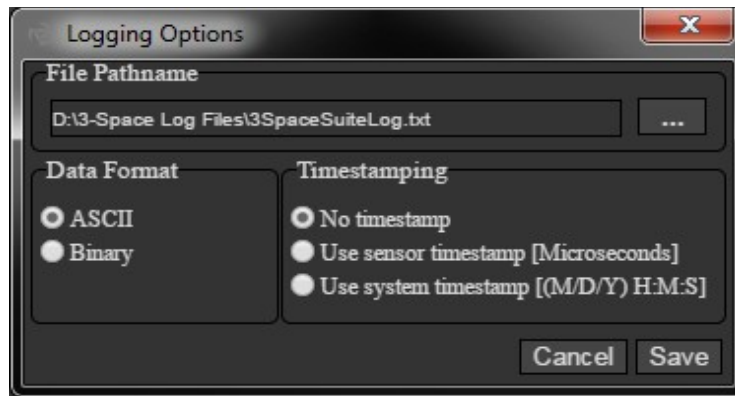 Logging Options
X
File Pathname
D:\3-Space Log Files\3SpaceSuiteLog.txt
...
Data Format
ASCII
Binary
Timestamping
No timestamp
Use sensor timestamp [Microseconds]
Use system timestamp [(M/D/Y) H:M:S]
Cancel
Save